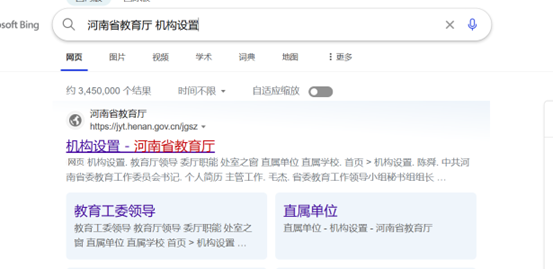 osoft Bing
河南省教育厅 机构设置
网页 图片 视频 学术 词典 地图 更多
约 3,450,000 个结果 时间不限 自适应缩放
河南省教育厅
https://jyt.henan.gov.cn/jgsz
机构设置 - 河南省教育厅
网页 机构设置. 教育厅领导 委厅职能 处室之窗 直属单位 直属学校. 首页 > 机构设置. 陈舜. 中共河
南省委教育工作委员会书记. 个人简历 主管工作. 毛杰. 省委教育工作领导小组秘书组组长 ...
教育工委领导
教育工委领导 教育厅领导 委厅职能 处室之
窗 直属单位 直属学校 首页 > 机构设置 ...
直属单位
直属单位 - 机构设置 - 河南省教育厅